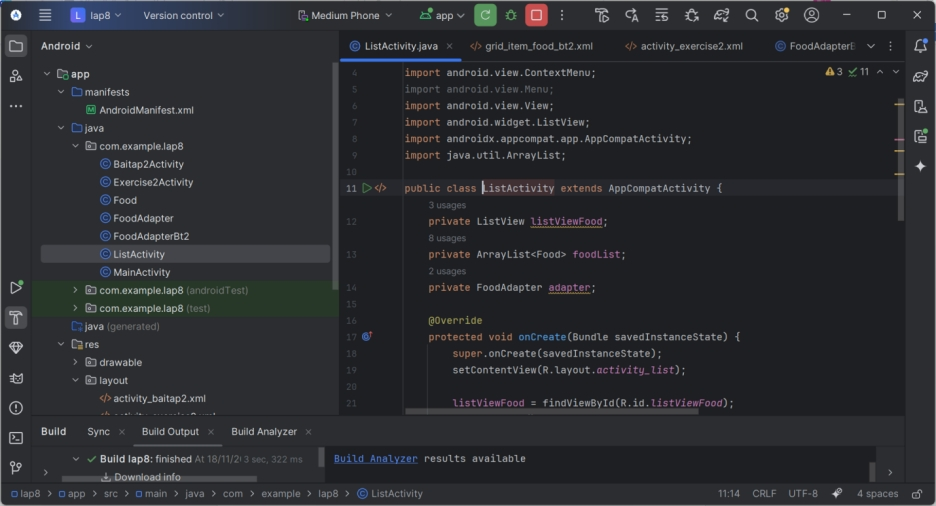 L lap8 Version control Medium Phone app
Android
app
manifests
AndroidManifest.xml
java
com.example.lap8
Baitap2Activity
Exercise2Activity
Food
FoodAdapter
FoodAdapterBt2
ListActivity
MainActivity
com.example.lap8 (androidTest)
com.example.lap8 (test)
java (generated)
res
drawable
layout
activity_baitap2.xml
ListActivity.java grid_item_food_bt2.xml activity_exercise2.xml FoodAdapterB
3 11
4 import android.view.ContextMenu;
5 import android.view.Menu;
6 import android.view.View;
7 import android.widget.ListView;
8 import androidx.appcompat.app.AppCompatActivity;
9 import java.util.ArrayList;
10
11 public class ListActivity extends AppCompatActivity {
3 usages
12 private ListView listViewFood;
8 usages
13 private ArrayList<Food> foodList;
2 usages
14 private FoodAdapter adapter;
15
16 @Override
17 protected void onCreate(Bundle savedInstanceState) {
18 super.onCreate(savedInstanceState);
19 setContentView(R.layout.activity_list);
20
21 listViewFood = findViewById(R.id.listViewFood);
Build Sync Build Output Build Analyzer
Build lap8: finished At 18/11/2 3 sec, 322 ms
Download info
Build Analyzer results available
lap8 > app > src > main > java > com > example > lap8 > ListActivity 11:14 CRLF UTF-8 4 spaces